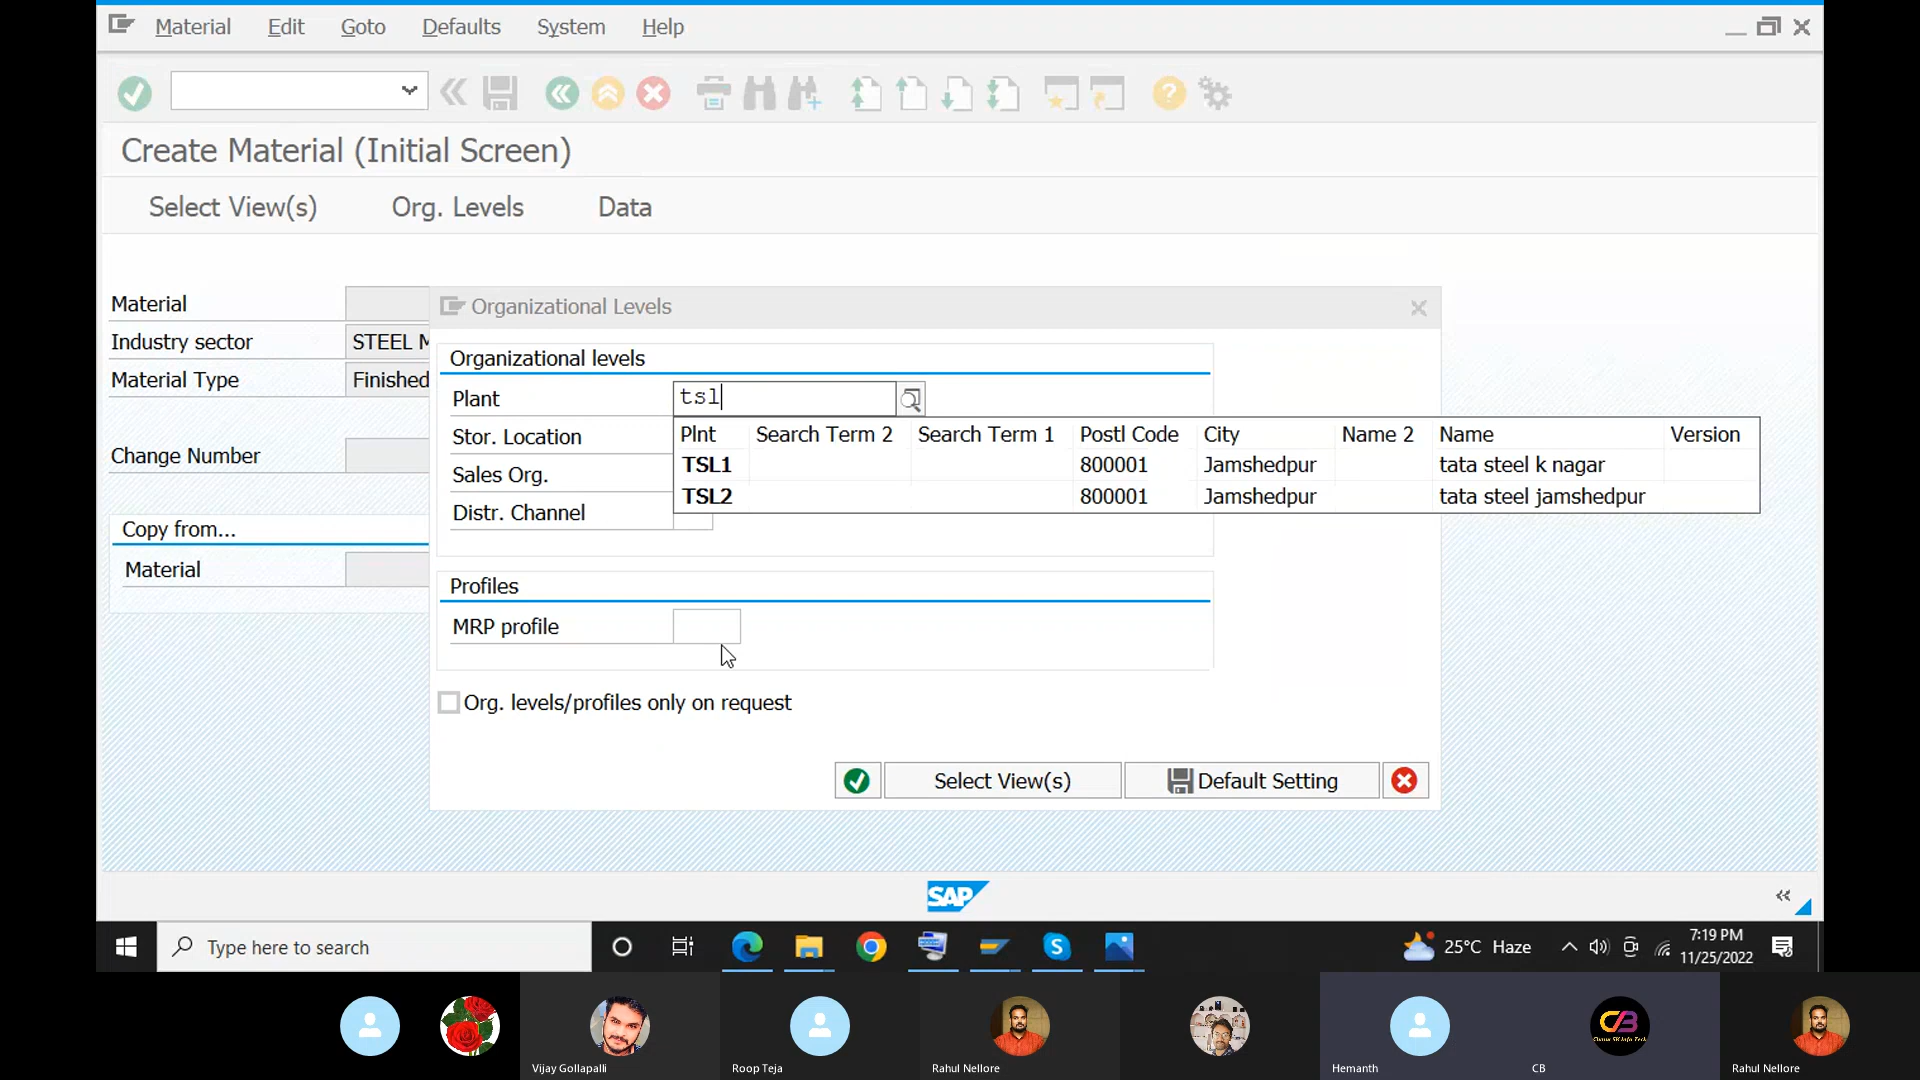 Material Edit Goto Defaults System Help
Create Material (Initial Screen)
Select View(s) Org. Levels Data
Material
Industry sector STEEL M
Material Type Finished
Change Number
Copy from...
Material
Organizational Levels
Organizational levels
Plant tsl
Stor. Location
Sales Org.
Distr. Channel
Plnt Search Term 2 Search Term 1 Postl Code City Name 2 Name Version
TSL1 800001 Jamshedpur tata steel k nagar
TSL2 800001 Jamshedpur tata steel jamshedpur
Profiles
MRP profile
Org. levels/profiles only on request
Select View(s) Default Setting
SAP
Type here to search
25°C Haze
7:19 PM
11/25/2022
Vijay Gollapalli Roop Teja Rahul Nellore Hemanth CB Rahul Nellore